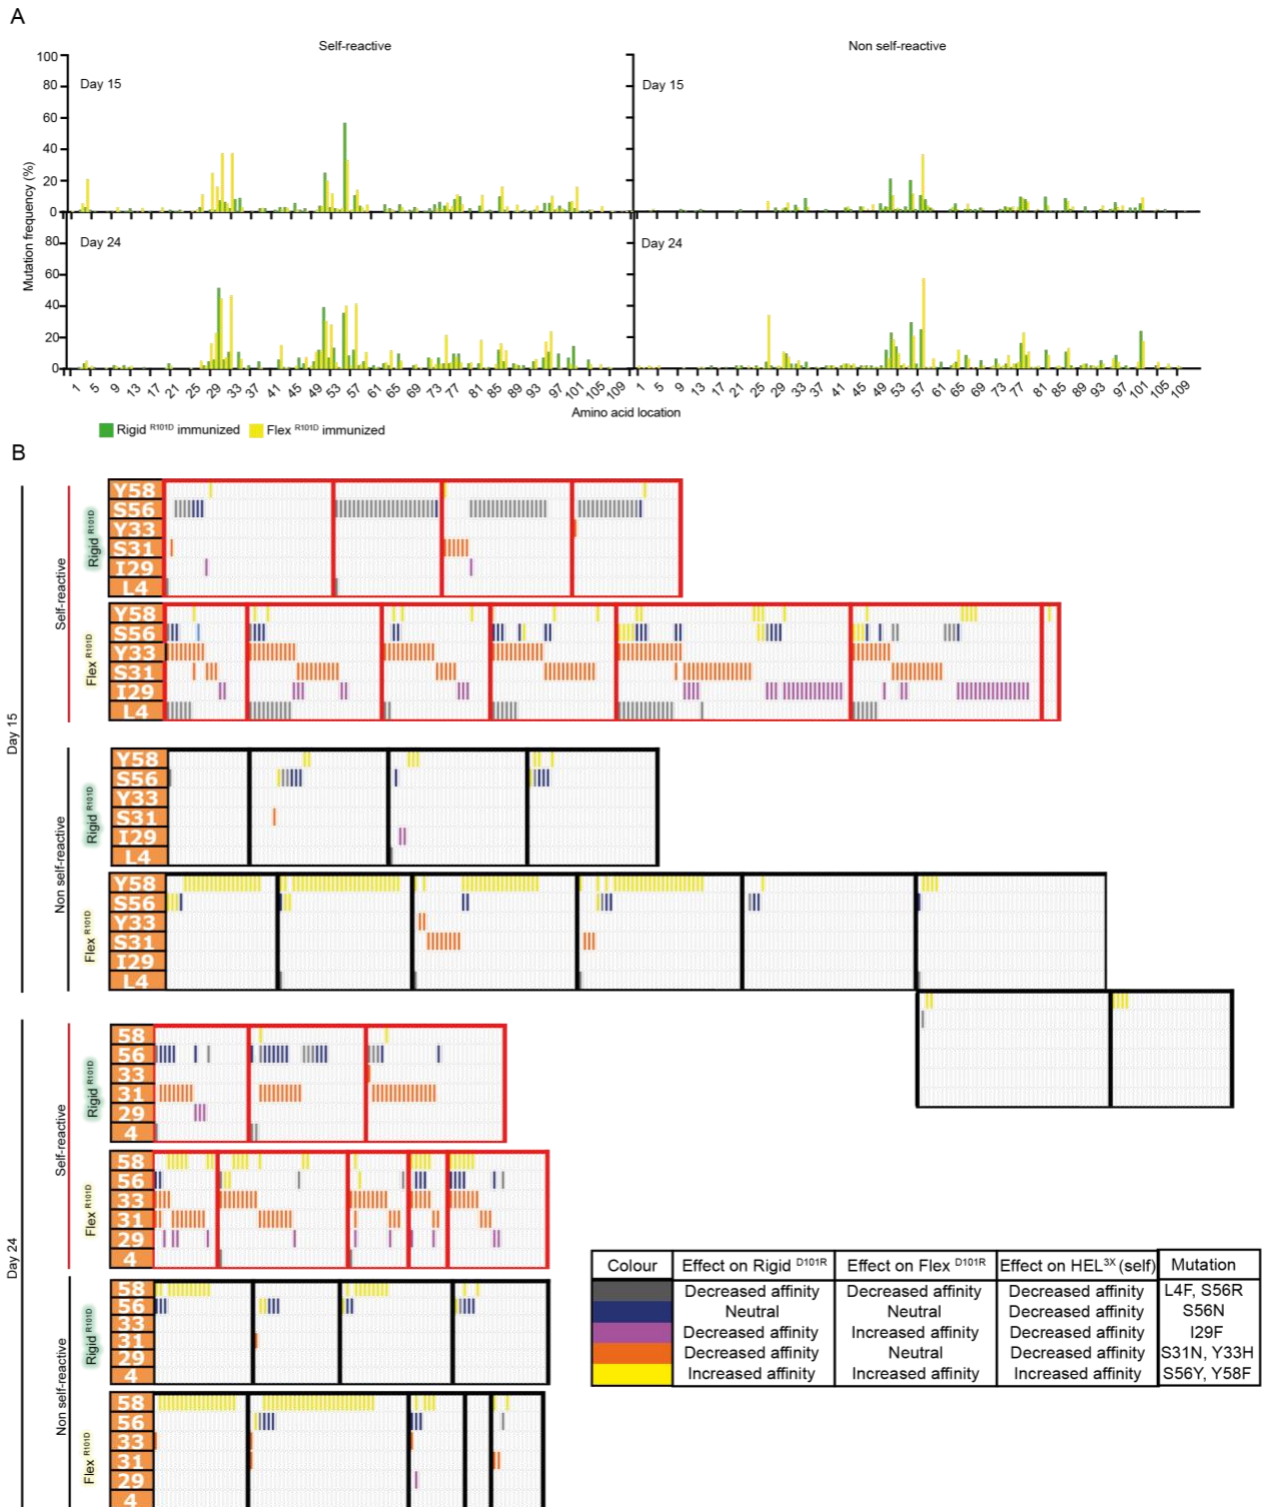 A
Self-reactive
Non self-reactive
Mutation frequency (%)
100
80
60
40
20
0
Day 15
Day 15
80
60
40
20
0
Day 24
Day 24
1 5 9 13 17 21 25 29 33 37 41 45 49 53 57 61 65 69 73 77 81 85 89 93 97 101 105 109
1 5 9 13 17 21 25 29 33 37 41 45 49 53 57 61 65 69 73 77 81 85 89 93 97 101 105 109
Amino acid location
Rigid R101D immunized
Flex R101D immunized
B
Day 15
Self-reactive
Rigid R101D
Y58
S56
Y33
S31
I29
L4
Flex R101D
Y58
S56
Y33
S31
I29
L4
Non self-reactive
Rigid R101D
Y58
S56
Y33
S31
I29
L4
Flex R101D
Y58
S56
Y33
S31
I29
L4
Day 24
Self-reactive
Rigid R101D
58
56
33
31
29
4
Flex R101D
58
56
33
31
29
4
Non self-reactive
Rigid R101D
58
56
33
31
29
4
Flex R101D
58
56
33
31
29
4
Colour Effect on Rigid D101R Effect on Flex D101R Effect on HEL3X (self) Mutation
Decreased affinity Decreased affinity Decreased affinity L4F, S56R
Neutral Neutral Decreased affinity S56N
Decreased affinity Increased affinity Decreased affinity I29F
Decreased affinity Neutral Decreased affinity S31N, Y33H
Increased affinity Increased affinity Increased affinity S56Y, Y58F